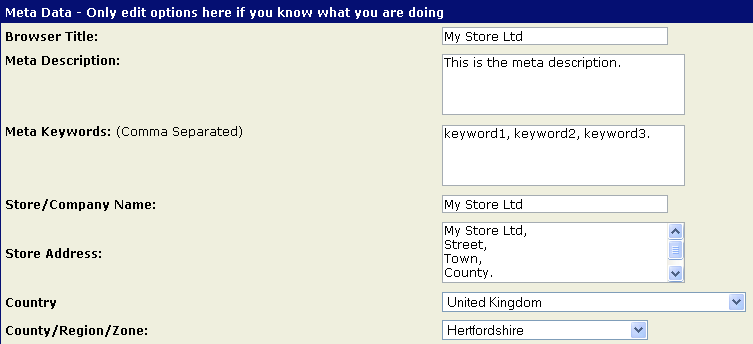 Meta Data - Only edit options here if you know what you are doing
Browser Title: My Store Ltd
Meta Description: This is the meta description.
Meta Keywords: (Comma Separated) keyword1, keyword2, keyword3.
Store/Company Name: My Store Ltd
My Store Ltd,
Street,
Store Address:
Town,
County.
Country United Kingdom
County/Region/Zone: Hertfordshire